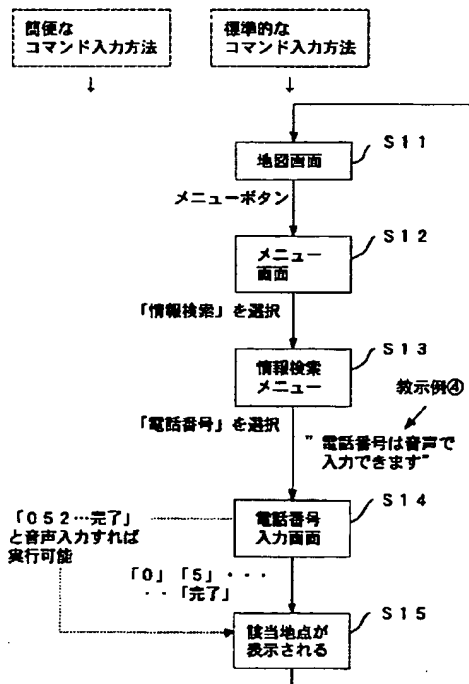 簡便な
コマンド入力方法
標準的な
コマンド入力方法
↓
↓
地図画面
S11
メニューボタン
メニュー
画面
S12
「情報検索」を選択
情報検索
メニュー
S13
教示例④
「電話番号」を選択
"電話番号は音声で
入力できます"
「052…完了」
と音声入力すれば
実行可能
電話番号
入力画面
S14
「0」「5」・・・
・・「完了」
該当地点が
表示される
S15